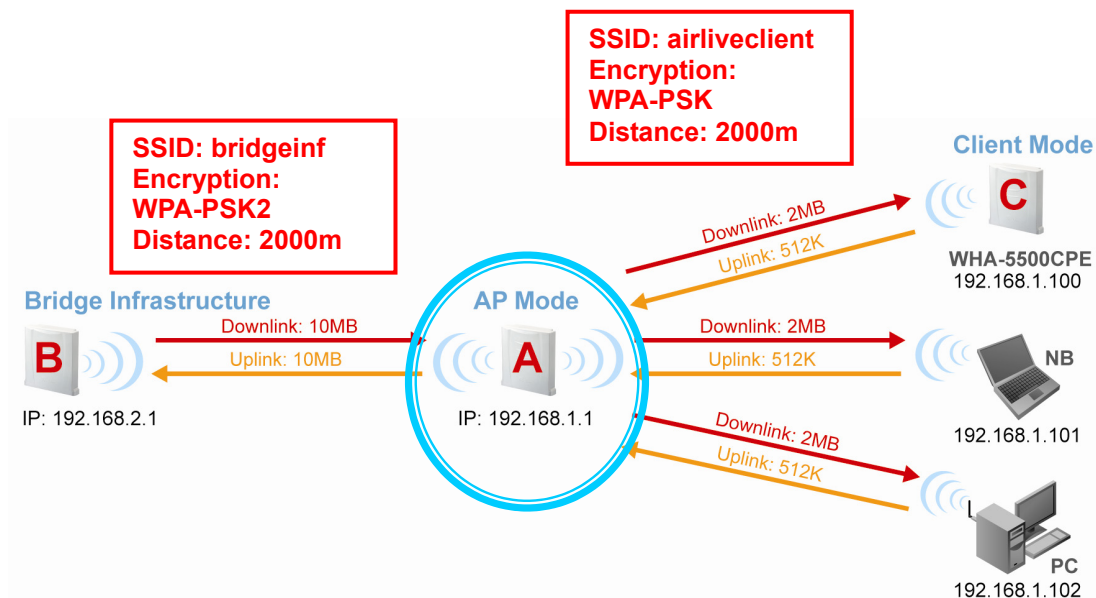 SSID: airliveclient
Encryption:
WPA-PSK
Distance: 2000m
SSID: bridgeinf
Encryption:
WPA-PSK2
Distance: 2000m
Client Mode
C
WHA-5500CPE
192.168.1.100
Downlink: 2MB
Uplink: 512K
Bridge Infrastructure
B
IP: 192.168.2.1
Downlink: 10MB
Uplink: 10MB
AP Mode
A
IP: 192.168.1.1
Downlink: 2MB
Uplink: 512K
NB
192.168.1.101
Downlink: 2MB
Uplink: 512K
PC
192.168.1.102